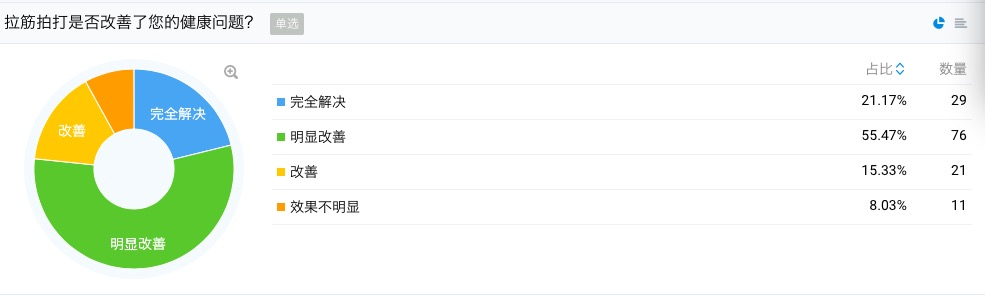 拉筋拍打是否改善了您的健康问题? 单选
占比 数量
完全解决 21.17% 29
明显改善 55.47% 76
改善 15.33% 21
效果不明显 8.03% 11
完全解决
改善
明显改善